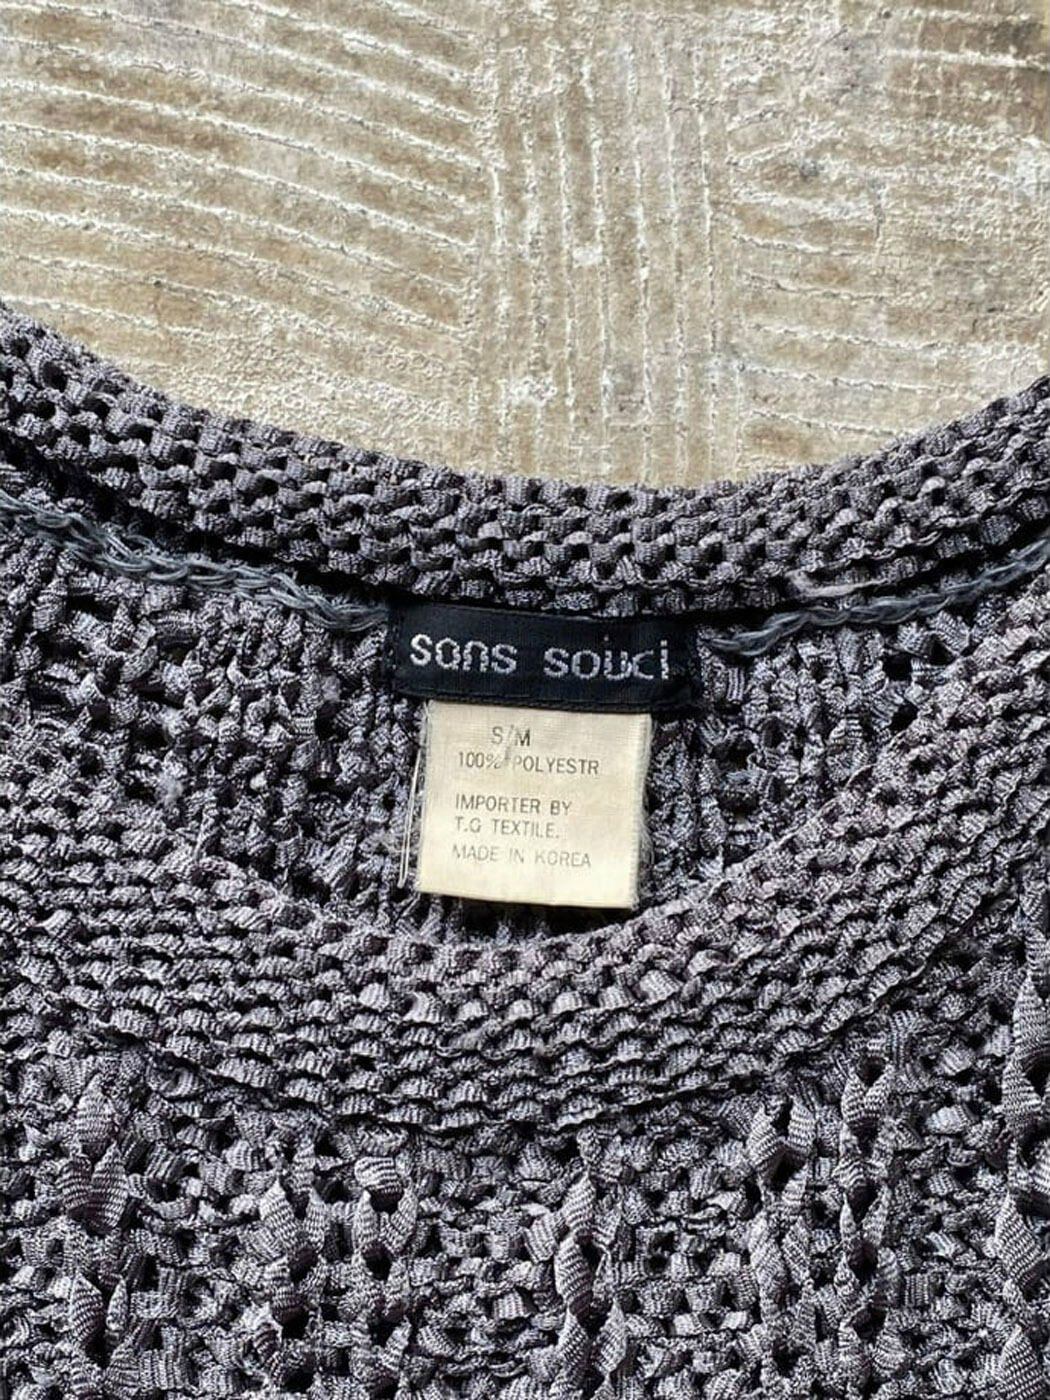 sans souci
S/M
100% POLYESTR
IMPORTER BY
T.G TEXTILE.
MADE IN KOREA